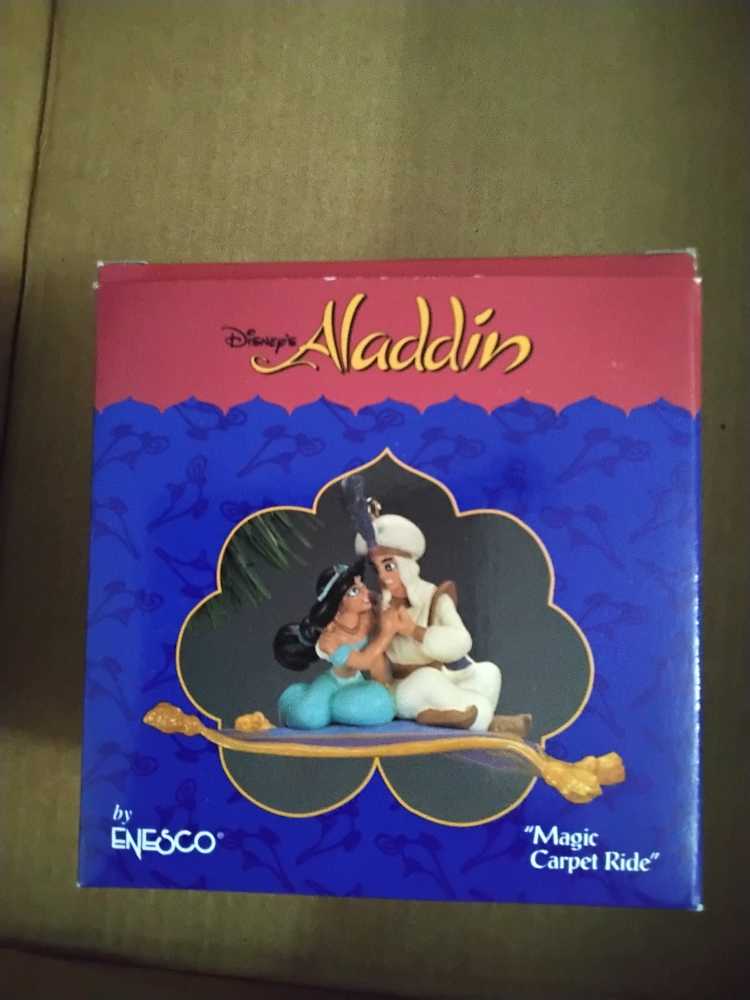 Disney's Aladdin
by
ENESCO®
"Magic
Carpet Ride"